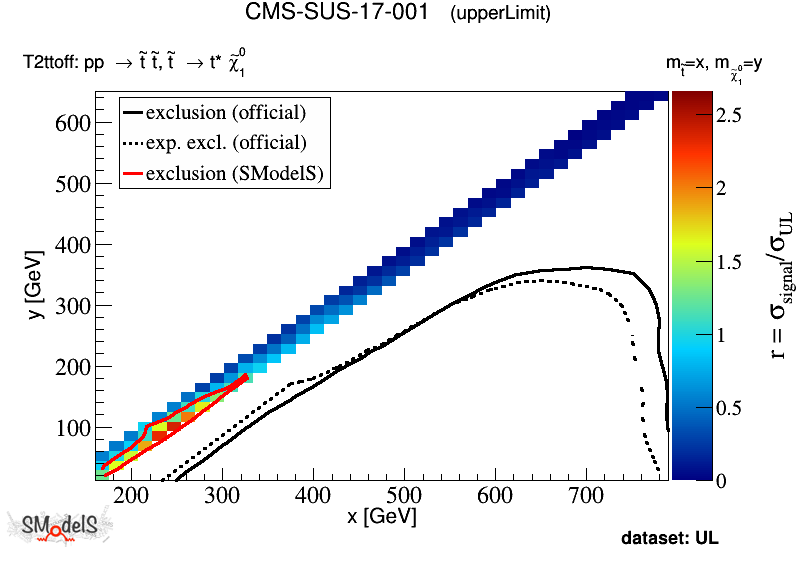 CMS-SUS-17-001 (upperLimit)
T2ttoff: pp → t̃ t̃, t̃ → t* χ̃⁰₁
m_t̃=x, m_χ̃⁰₁=y
exclusion (official)
exp. excl. (official)
exclusion (SModelS)
600
500
400
300
200
100
y [GeV]
200 300 400 500 600 700
x [GeV]
2.5
2
1.5
1
0.5
0
r = σ_signal/σ_UL
SModelS
dataset: UL